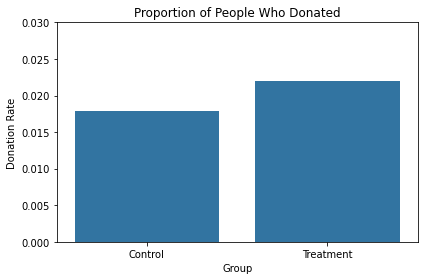 Proportion of People Who Donated
0.030
0.025
0.020
0.015
0.010
0.005
0.000
Donation Rate
Control
Treatment
Group